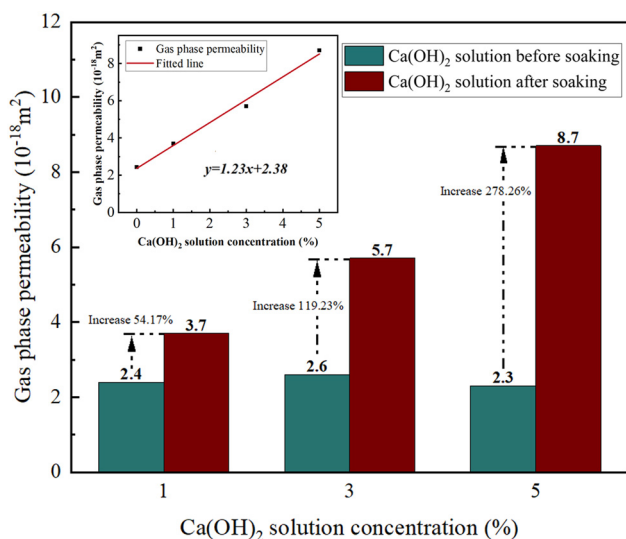 Gas phase permeability (10⁻¹⁸m²)
12
10
8
6
4
2
0
1
3
5
Ca(OH)₂ solution concentration (%)
Ca(OH)₂ solution before soaking
Ca(OH)₂ solution after soaking
Gas phase permeability (10⁻¹⁸m²)
8
6
4
2
0
0
1
2
3
4
5
Ca(OH)₂ solution concentration (%)
Gas phase permeability
Fitted line
y=1.23x+2.38
Increase 54.17%
2.4
3.7
Increase 119.23%
2.6
5.7
Increase 278.26%
2.3
8.7